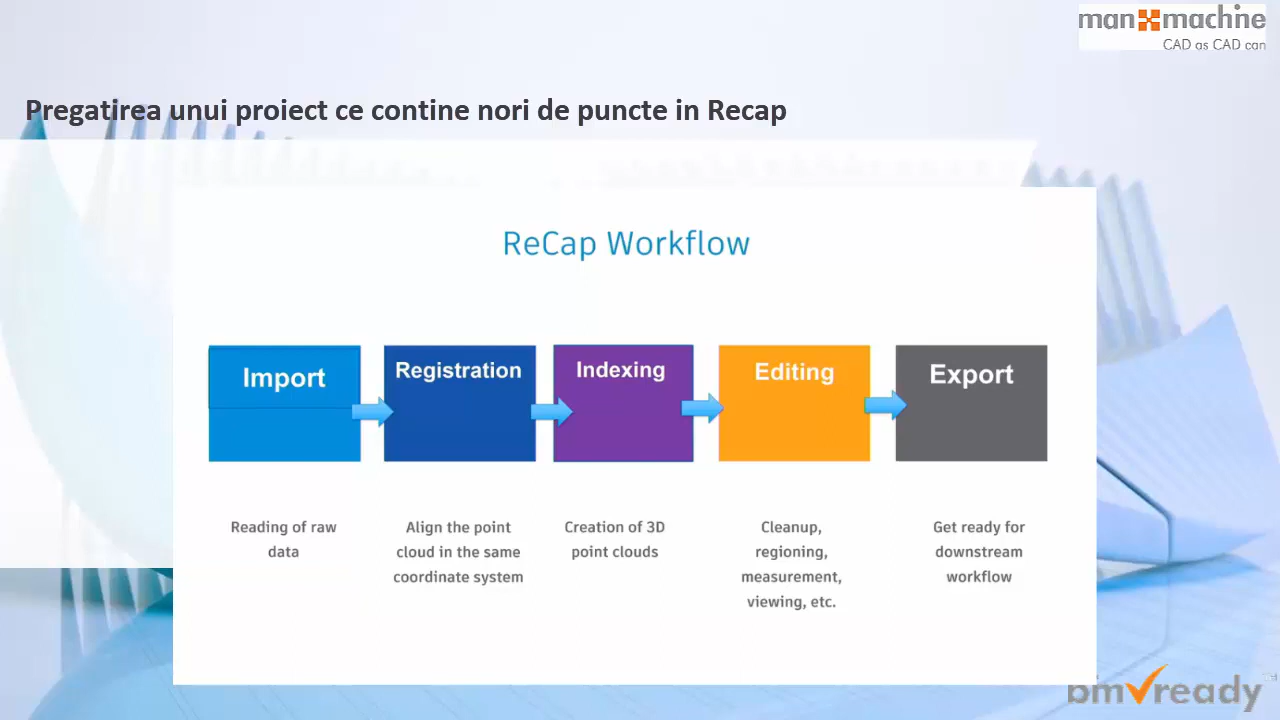 man machine
CAD as CAD can
Pregatirea unui proiect ce contine nori de puncte in Recap
ReCap Workflow
Import
Registration
Indexing
Editing
Export
Reading of raw
data
Align the point
cloud in the same
coordinate system
Creation of 3D
point clouds
Cleanup,
regioning,
measurement,
viewing, etc.
Get ready for
downstream
workflow
bm ready